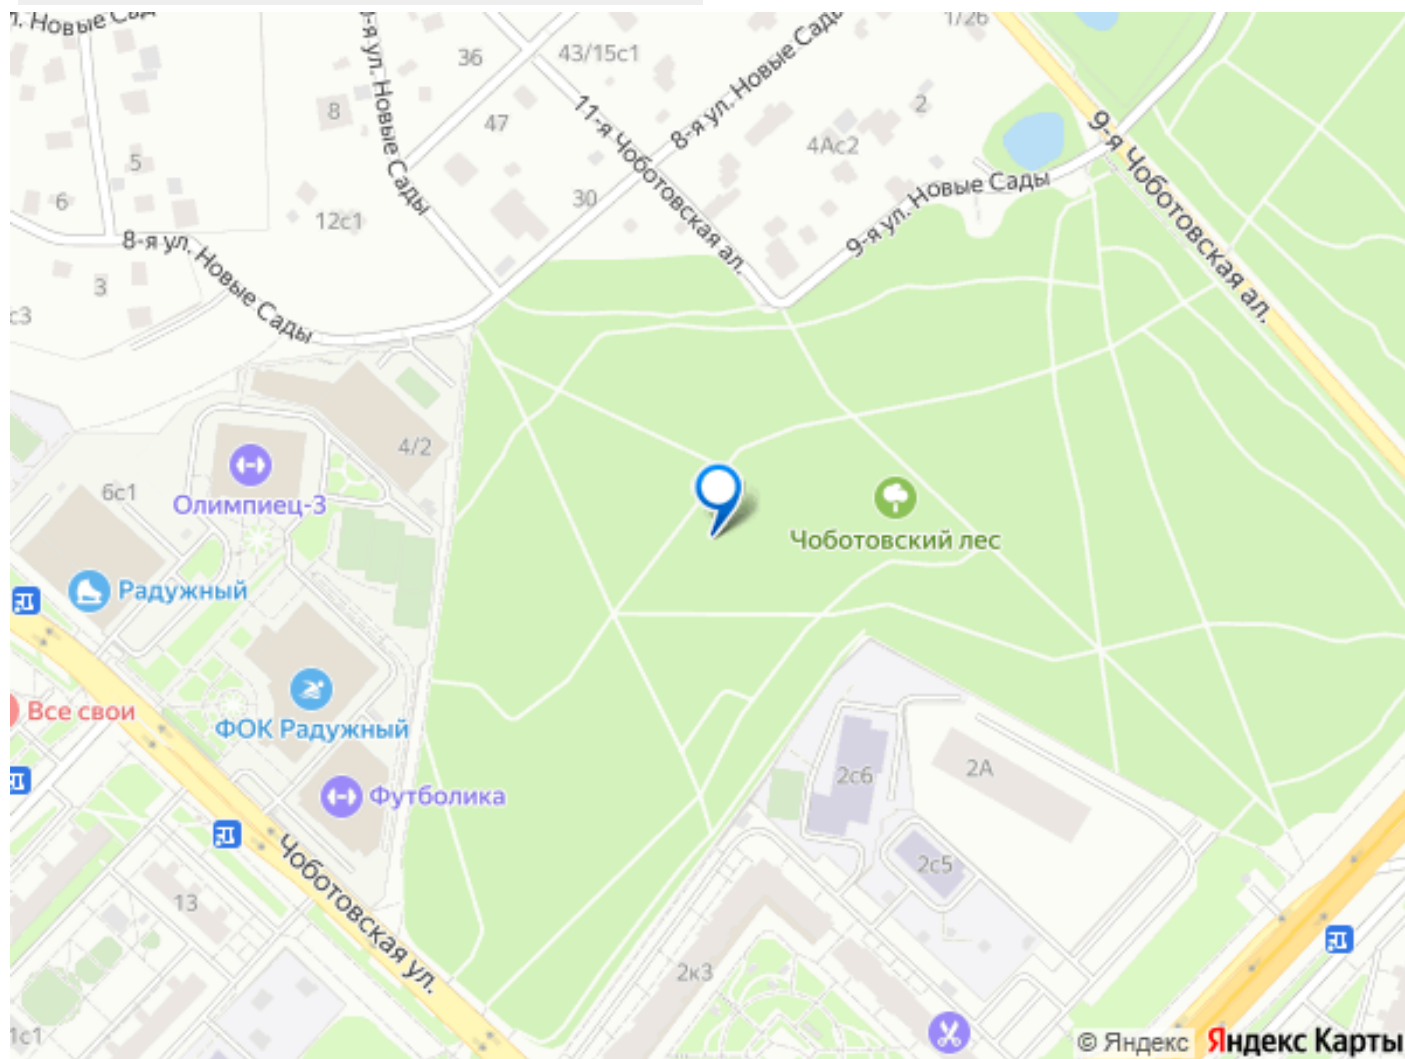 л. Новые Сад
36
43/15с1
1/26
9-я ул. Новые Сады
8
47
11-я Чоботовская ал.
8-я ул. Новые Сады
2
4Ас2
9-я Чоботовская ал.
5
6
12с1
30
9-я ул. Новые Сады
8-я ул. Новые Сады
3
с3
4/2
6с1
Олимпиец-3
Чоботовский лес
Радужный
Все свои
ФОК Радужный
2с6
2А
Футболика
2с5
13
Чоботовская ул.
2к3
1с1
© Яндекс Яндекс Карты